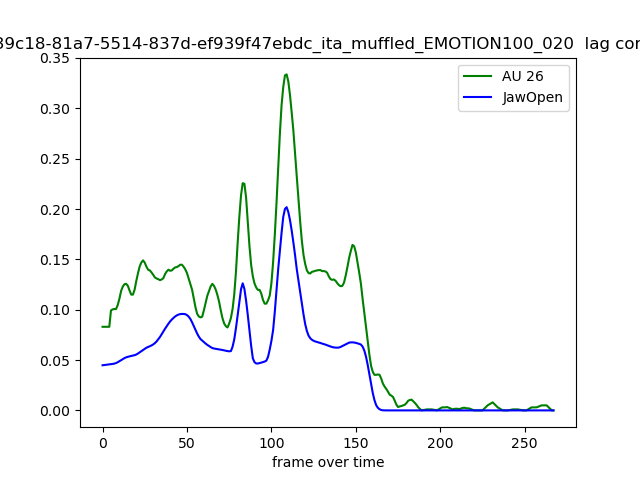 39c18-81a7-5514-837d-ef939f47ebdc_ita_muffled_EMOTION100_020 lag cor
AU 26
JawOpen
0.35
0.30
0.25
0.20
0.15
0.10
0.05
0.00
0 50 100 150 200 250
frame over time